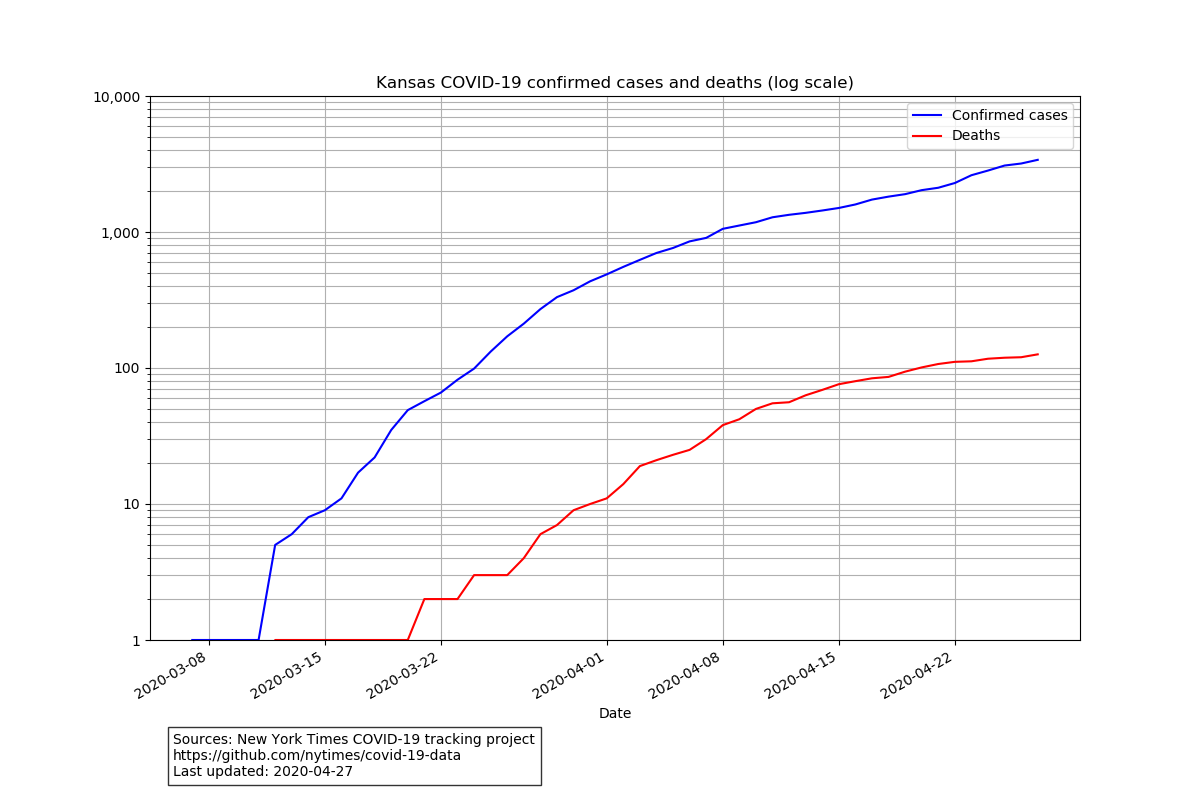 Kansas COVID-19 confirmed cases and deaths (log scale)
10,000
1,000
100
10
1
Confirmed cases
Deaths
2020-03-08
2020-03-15
2020-03-22
2020-04-01
2020-04-08
2020-04-15
2020-04-22
Date
Sources: New York Times COVID-19 tracking project
https://github.com/nytimes/covid-19-data
Last updated: 2020-04-27